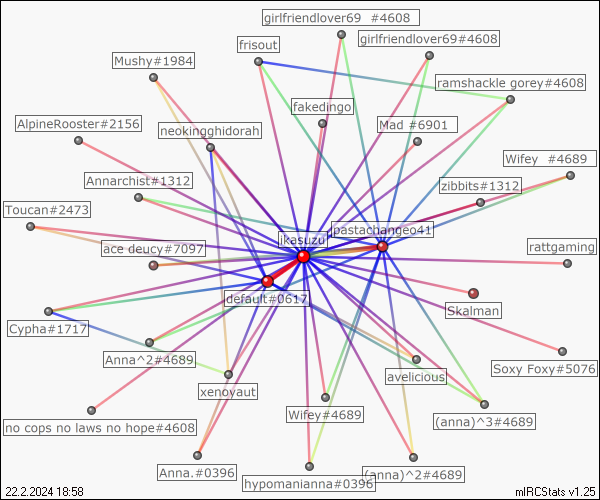 girlfriendlover69 #4608
girlfriendlover69#4608
frisout
Mushy#1984
ramshackle gorey#4608
fakedingo
AlpineRooster#2156
neokingghidorah
Mad #6901
Wifey #4689
Annarchist#1312
zibbits#1312
Toucan#2473
pastachangeo41
ikasuzu
ace deucy#7097
rattgaming
default#0617
Skalman
Cypha#1717
Anna^2#4689
avelicious
Soxy Foxy#5076
xenoyaut
Wifey#4689
(anna)^3#4689
no cops no laws no hope#4608
Anna.#0396
(anna)^2#4689
hypomanianna#0396
22.2.2024 18:58
mIRCStats v1.25